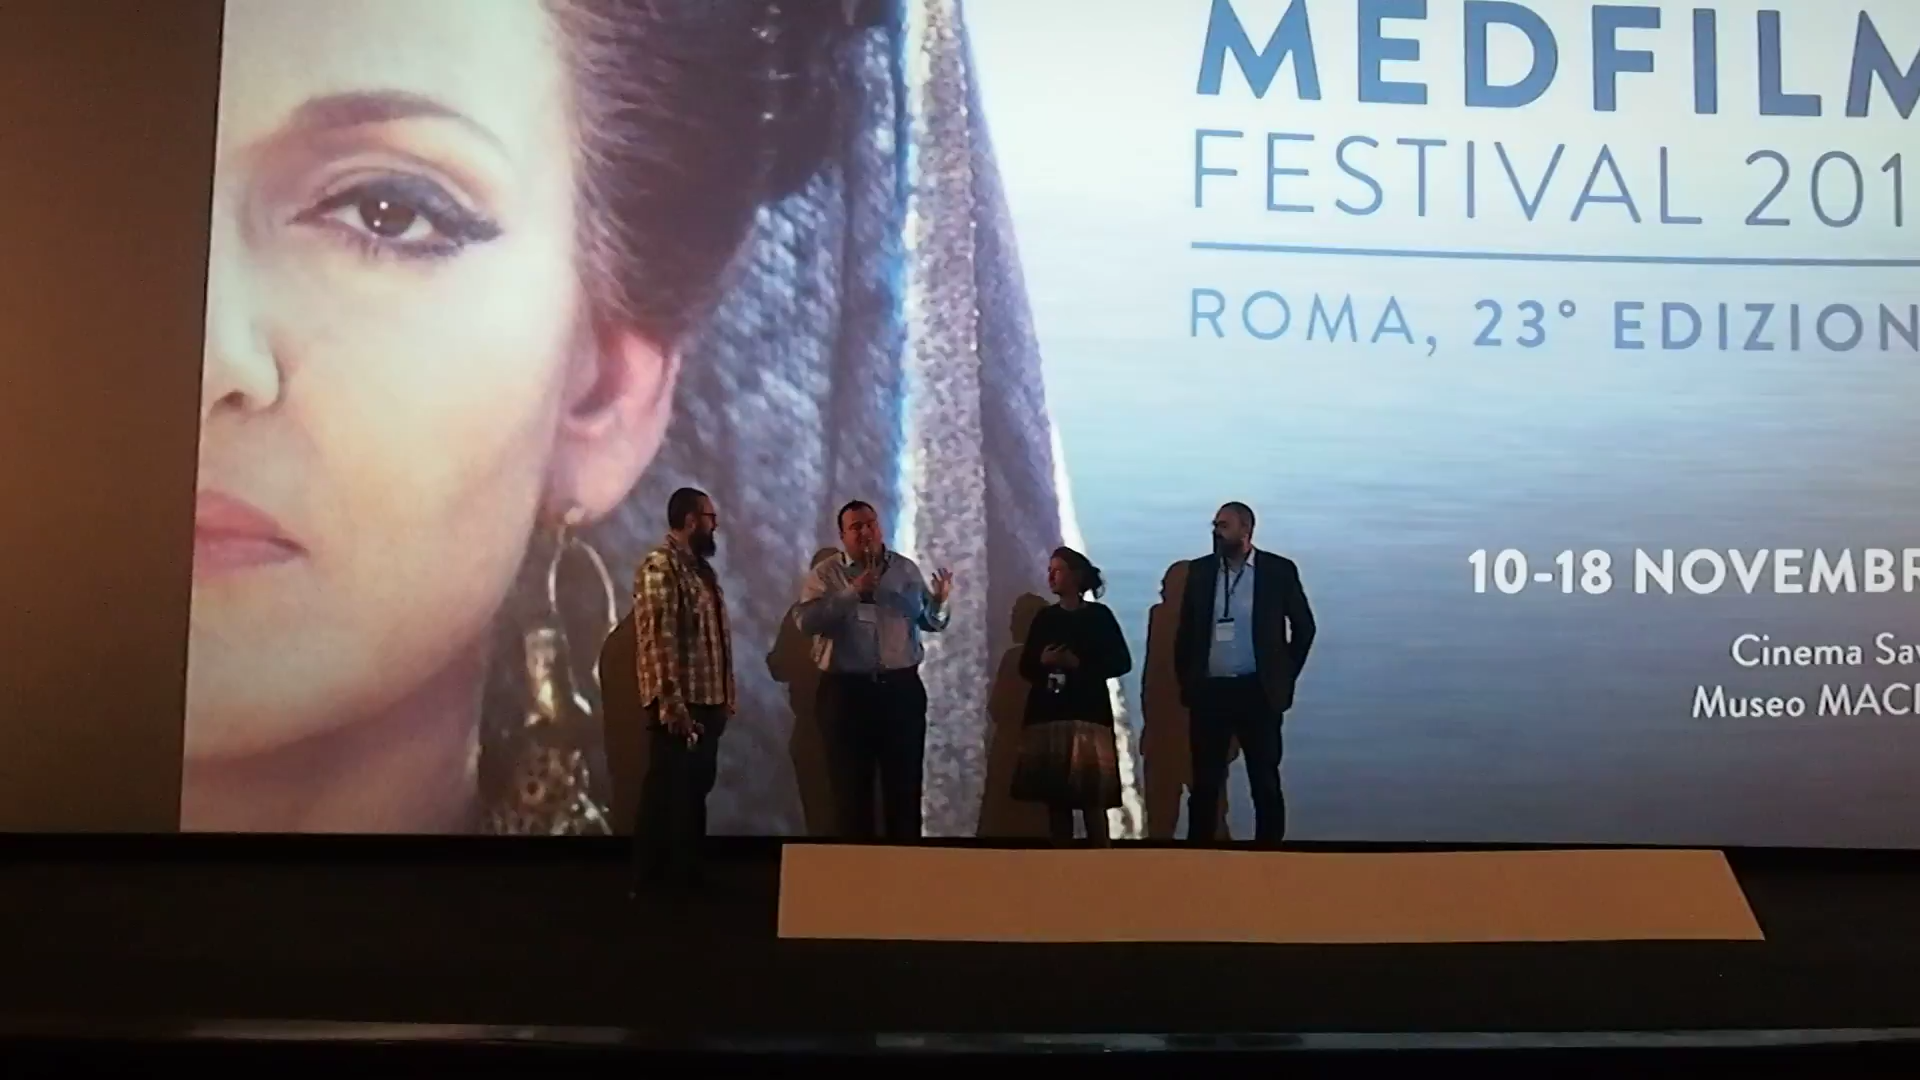 MEDFILM
FESTIVAL 201
ROMA, 23° EDIZION
10-18 NOVEMBR
Cinema Sav
Museo MAC